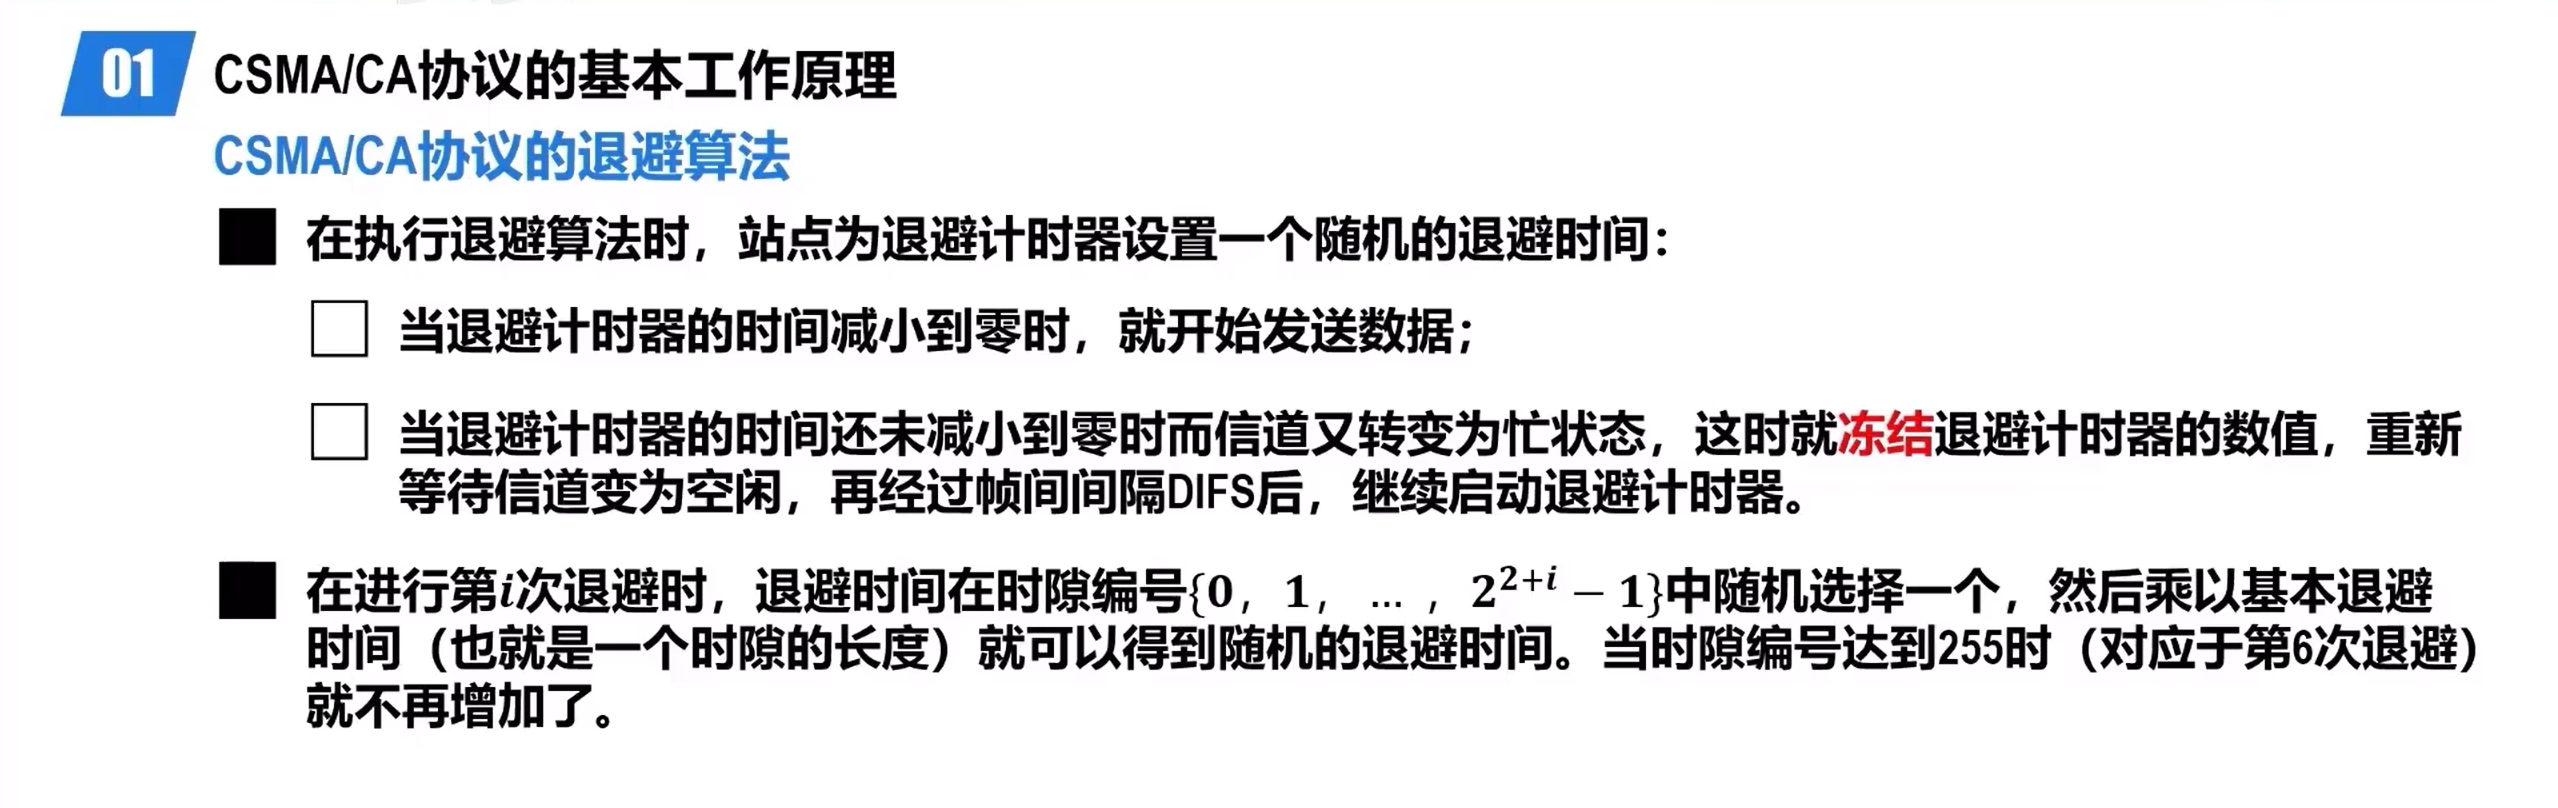 01 CSMA/CA协议的基本工作原理
CSMA/CA协议的退避算法
在执行退避算法时，站点为退避计时器设置一个随机的退避时间：
当退避计时器的时间减小到零时，就开始发送数据；
当退避计时器的时间还未减小到零时而信道又转变为忙状态，这时就冻结退避计时器的数值，重新
等待信道变为空闲，再经过帧间间隔DIFS后，继续启动退避计时器。
在进行第i次退避时，退避时间在时隙编号{0，1， … ，2^{2+i} − 1}中随机选择一个，然后乘以基本退避
时间（也就是一个时隙的长度）就可以得到随机的退避时间。当时隙编号达到255时（对应于第6次退避）
就不再增加了。